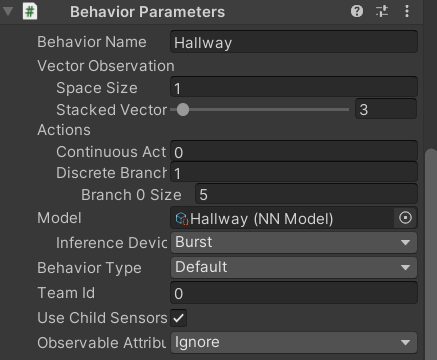 Behavior Parameters
Behavior Name Hallway
Vector Observation
Space Size 1
Stacked Vector 3
Actions
Continuous Act 0
Discrete Branch 1
Branch 0 Size 5
Model Hallway (NN Model)
Inference Devic Burst
Behavior Type Default
Team Id 0
Use Child Sensors
Observable Attribu Ignore